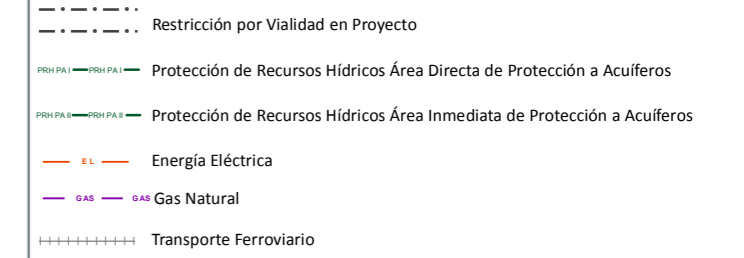 Restricción por Vialidad en Proyecto
PRH PA I PRH PA I Protección de Recursos Hídricos Área Directa de Protección a Acuíferos
PRH PA II PRH PA II Protección de Recursos Hídricos Área Inmediata de Protección a Acuíferos
EL Energía Eléctrica
GAS GAS Gas Natural
Transporte Ferroviario